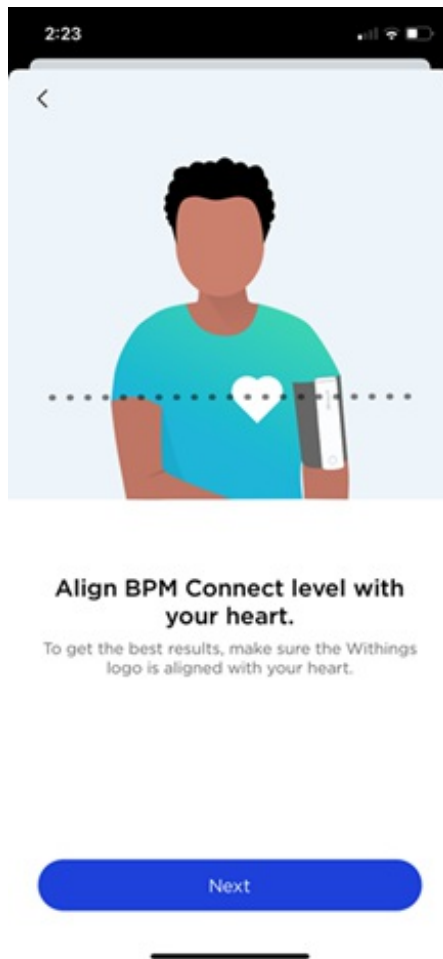 2:23
Align BPM Connect level with
your heart.
To get the best results, make sure the Withings
logo is aligned with your heart.
Next